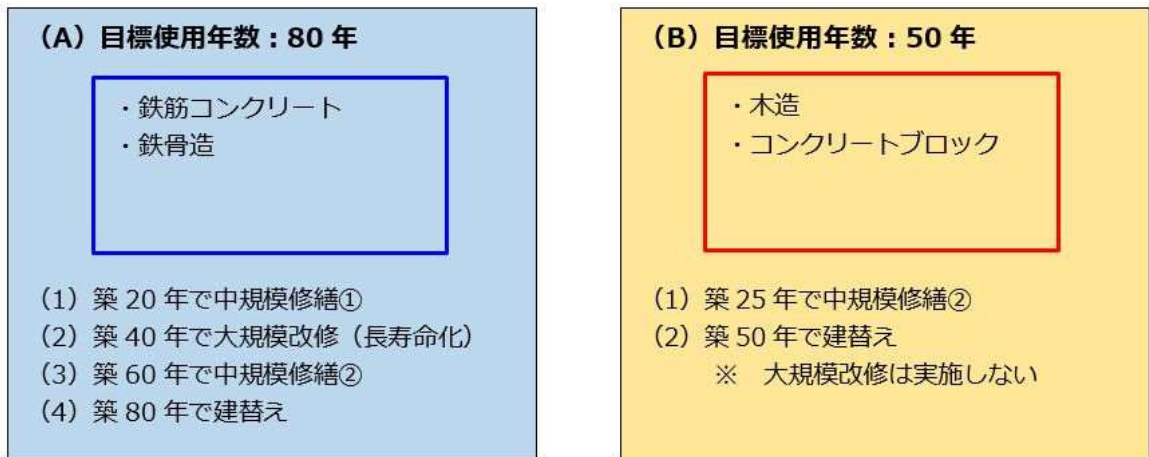 （A）目標使用年数：80 年
・鉄筋コンクリート
・鉄骨造
（1）築 20 年で中規模修繕①
（2）築 40 年で大規模改修（長寿命化）
（3）築 60 年で中規模修繕②
（4）築 80 年で建替え
（B）目標使用年数：50 年
・木造
・コンクリートブロック
（1）築 25 年で中規模修繕②
（2）築 50 年で建替え
※　大規模改修は実施しない